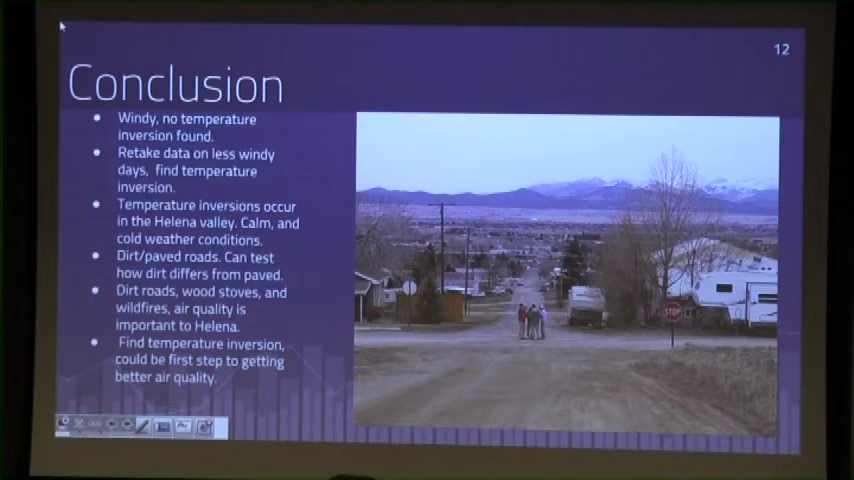 12
Conclusion
● Windy, no temperature
inversion found.
● Retake data on less windy
days, find temperature
inversion.
● Temperature inversions occur
in the Helena valley. Calm, and
cold weather conditions.
● Dirt/paved roads. Can test
how dirt differs from paved.
● Dirt roads, wood stoves, and
wildfires, air quality is
important to Helena.
● Find temperature inversion,
could be first step to getting
better air quality.
STOP